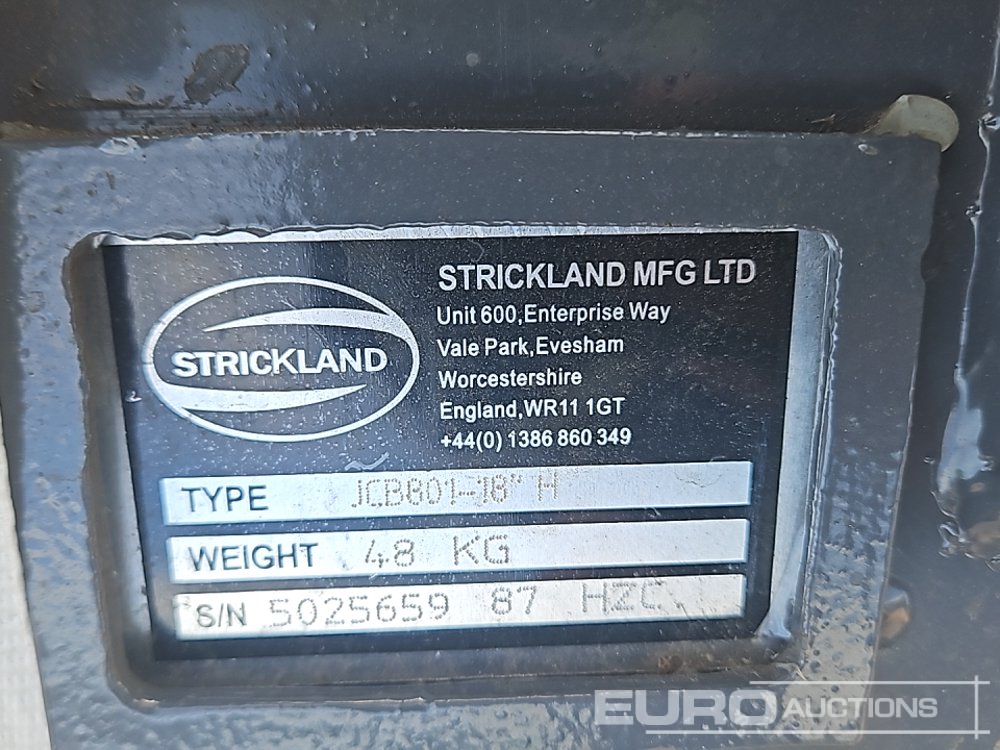 STRICKLAND
STRICKLAND MFG LTD
Unit 600,Enterprise Way
Vale Park,Evesham
Worcestershire
England,WR11 1GT
+44(0) 1386 860 349
TYPE JCB801-18" H
WEIGHT 48 KG
S/N 5025659 87 HZC
EURO AUCTIONS